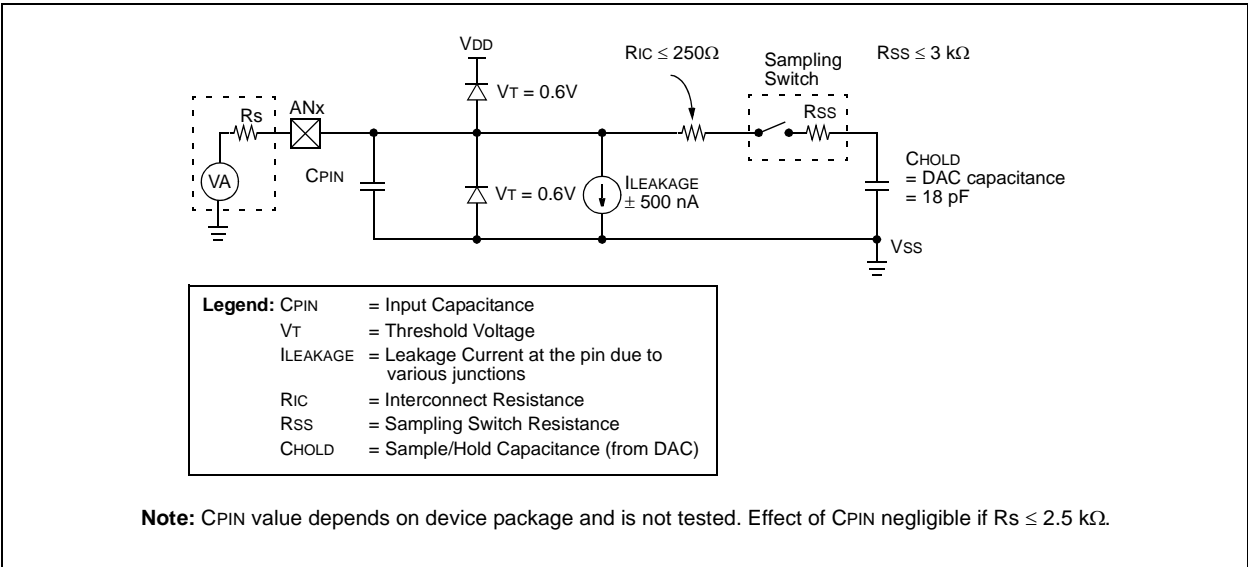 VDD
RIC ≤ 250Ω
Sampling
Switch
RSS ≤ 3 kΩ
VT = 0.6V
Rs
ANx
RSS
CPIN
VA
VT = 0.6V
ILEAKAGE
± 500 nA
CHOLD
= DAC capacitance
= 18 pF
VSS
Legend: CPIN = Input Capacitance
VT = Threshold Voltage
ILEAKAGE = Leakage Current at the pin due to
various junctions
RIC = Interconnect Resistance
RSS = Sampling Switch Resistance
CHOLD = Sample/Hold Capacitance (from DAC)
Note: CPIN value depends on device package and is not tested. Effect of CPIN negligible if Rs ≤ 2.5 kΩ.